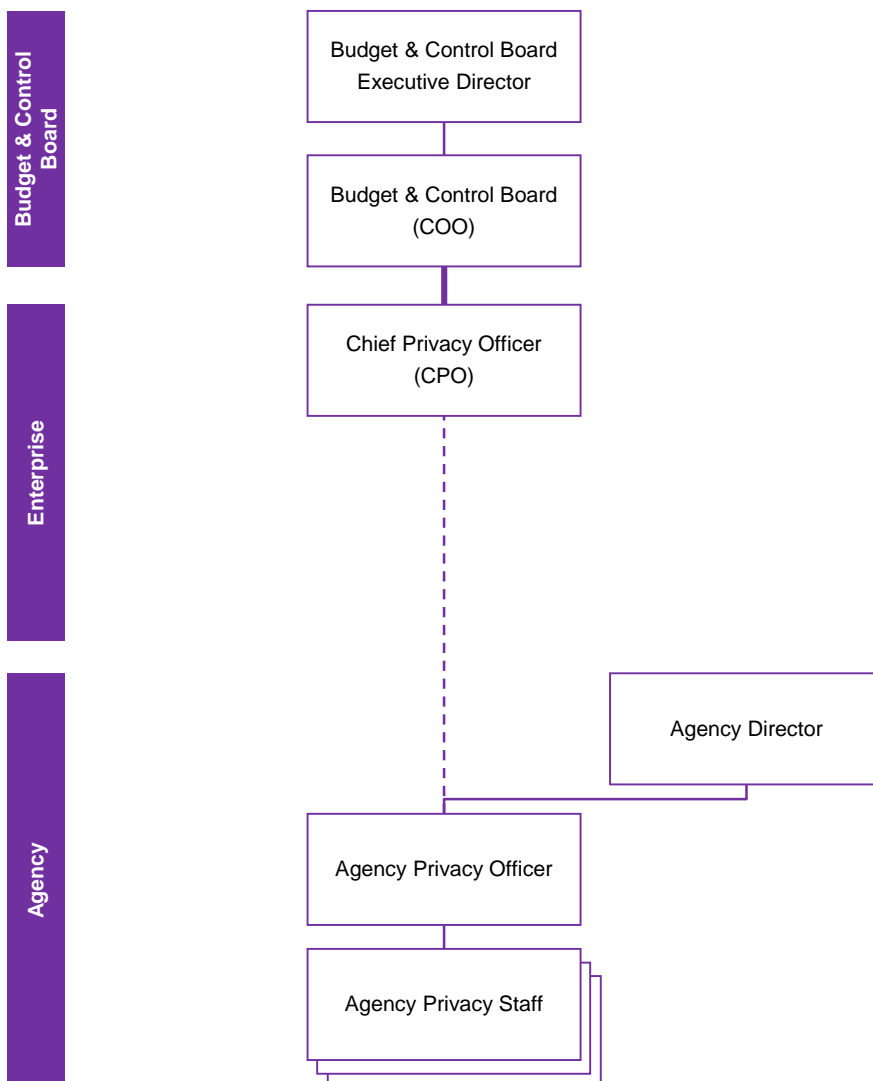 Budget & Control
Board
Budget & Control Board
Executive Director
Budget & Control Board
(COO)
Enterprise
Chief Privacy Officer
(CPO)
Agency
Agency Director
Agency Privacy Officer
Agency Privacy Staff